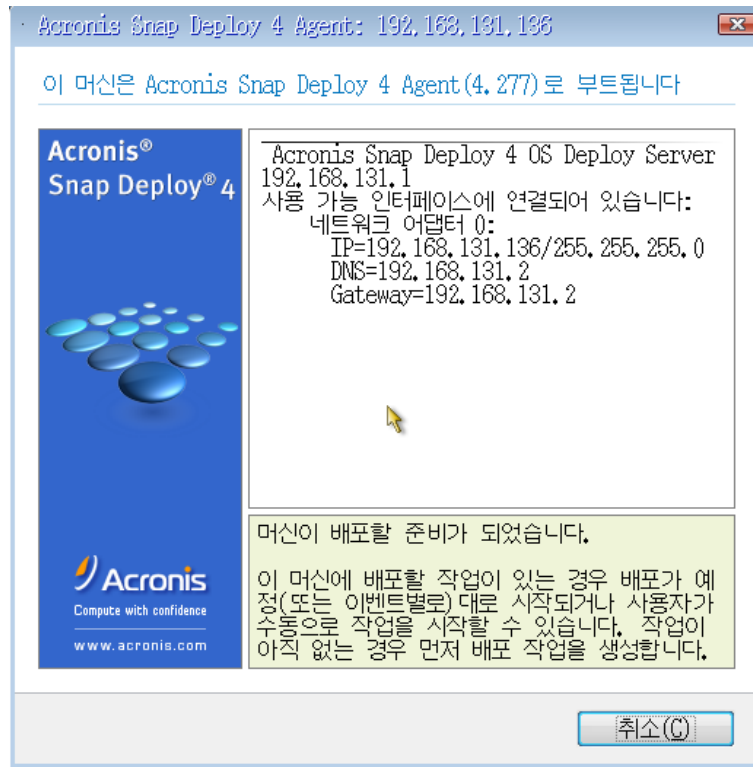 Acronis Snap Deploy 4 Agent: 192.168.131.136
이 머신은 Acronis Snap Deploy 4 Agent(4.277)로 부트됩니다
Acronis®
Snap Deploy® 4
Acronis Snap Deploy 4 OS Deploy Server
192.168.131.1
사용 가능 인터페이스에 연결되어 있습니다:
네트워크 어댑터 0:
IP=192.168.131.136/255.255.255.0
DNS=192.168.131.2
Gateway=192.168.131.2
머신이 배포할 준비가 되었습니다.
이 머신에 배포할 작업이 있는 경우 배포가 예
정(또는 이벤트별로)대로 시작되거나 사용자가
수동으로 작업을 시작할 수 있습니다. 작업이
아직 없는 경우 먼저 배포 작업을 생성합니다.
Acronis
Compute with confidence
www.acronis.com
취소(C)